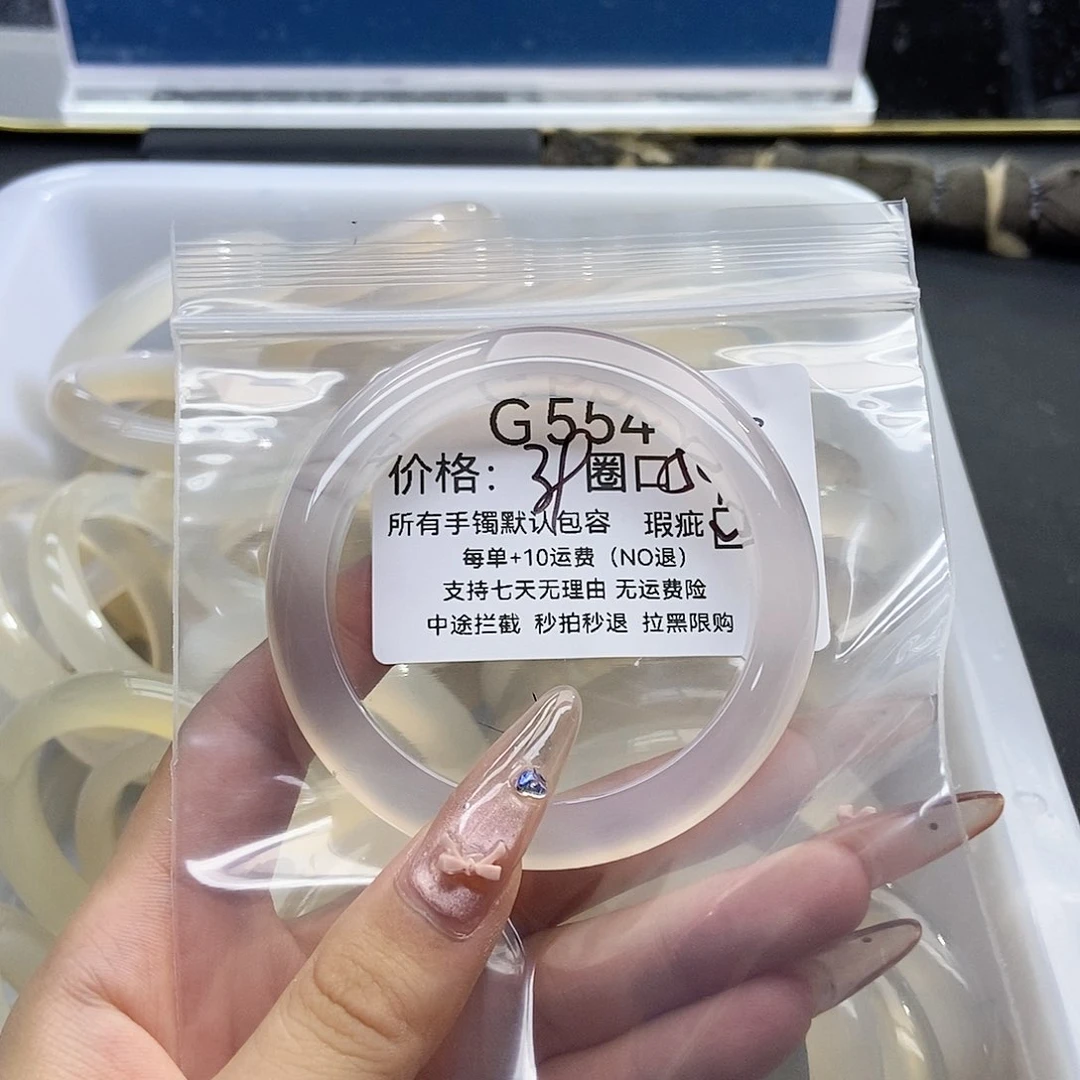 G554
价格： 圈口
所有手镯默认包容 瑕疵
每单+10运费（NO退）
支持七天无理由 无运费险
中途拦截 秒拍秒退 拉黑限购